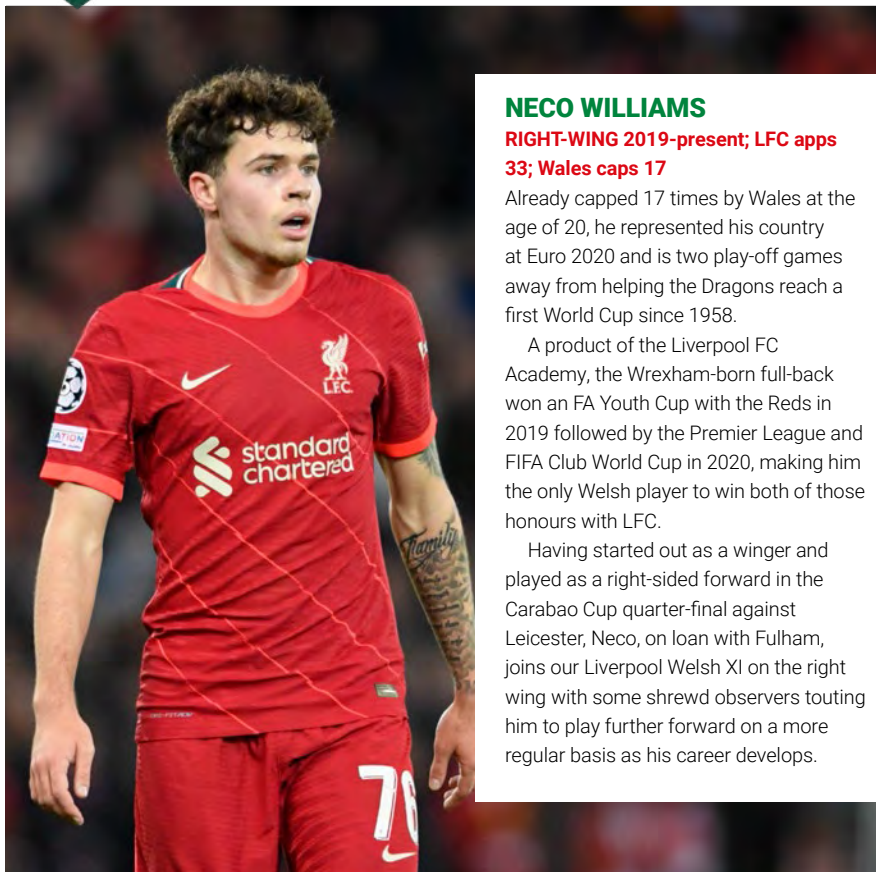 NECO WILLIAMS
RIGHT-WING 2019-present; LFC apps
33; Wales caps 17
Already capped 17 times by Wales at the
age of 20, he represented his country
at Euro 2020 and is two play-off games
away from helping the Dragons reach a
first World Cup since 1958.
A product of the Liverpool FC
Academy, the Wrexham-born full-back
won an FA Youth Cup with the Reds in
2019 followed by the Premier League and
FIFA Club World Cup in 2020, making him
the only Welsh player to win both of those
honours with LFC.
Having started out as a winger and
played as a right-sided forward in the
Carabao Cup quarter-final against
Leicester, Neco, on loan with Fulham,
joins our Liverpool Welsh XI on the right
wing with some shrewd observers touting
him to play further forward on a more
regular basis as his career develops.
L.F.C.
standard
chartered
Family
76